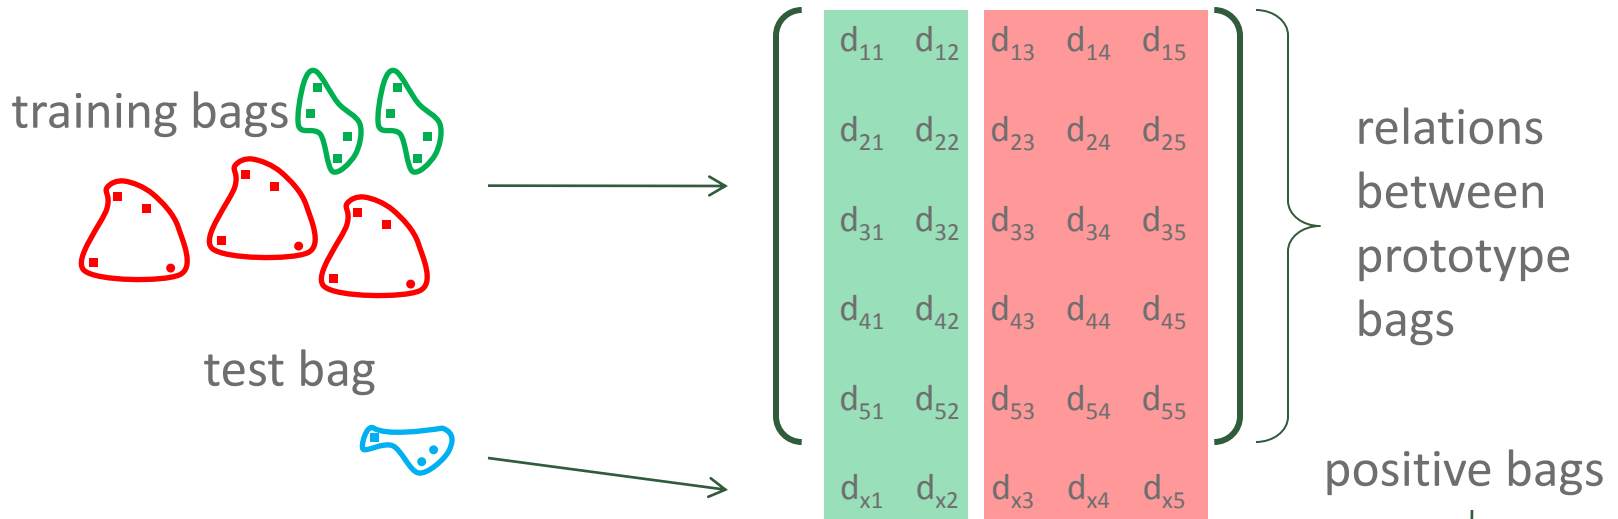 training bags
test bag
d11 d12 d13 d14 d15
d21 d22 d23 d24 d25
d31 d32 d33 d34 d35
d41 d42 d43 d44 d45
d51 d52 d53 d54 d55
dx1 dx2 dx3 dx4 dx5
relations
between
prototype
bags
positive bags